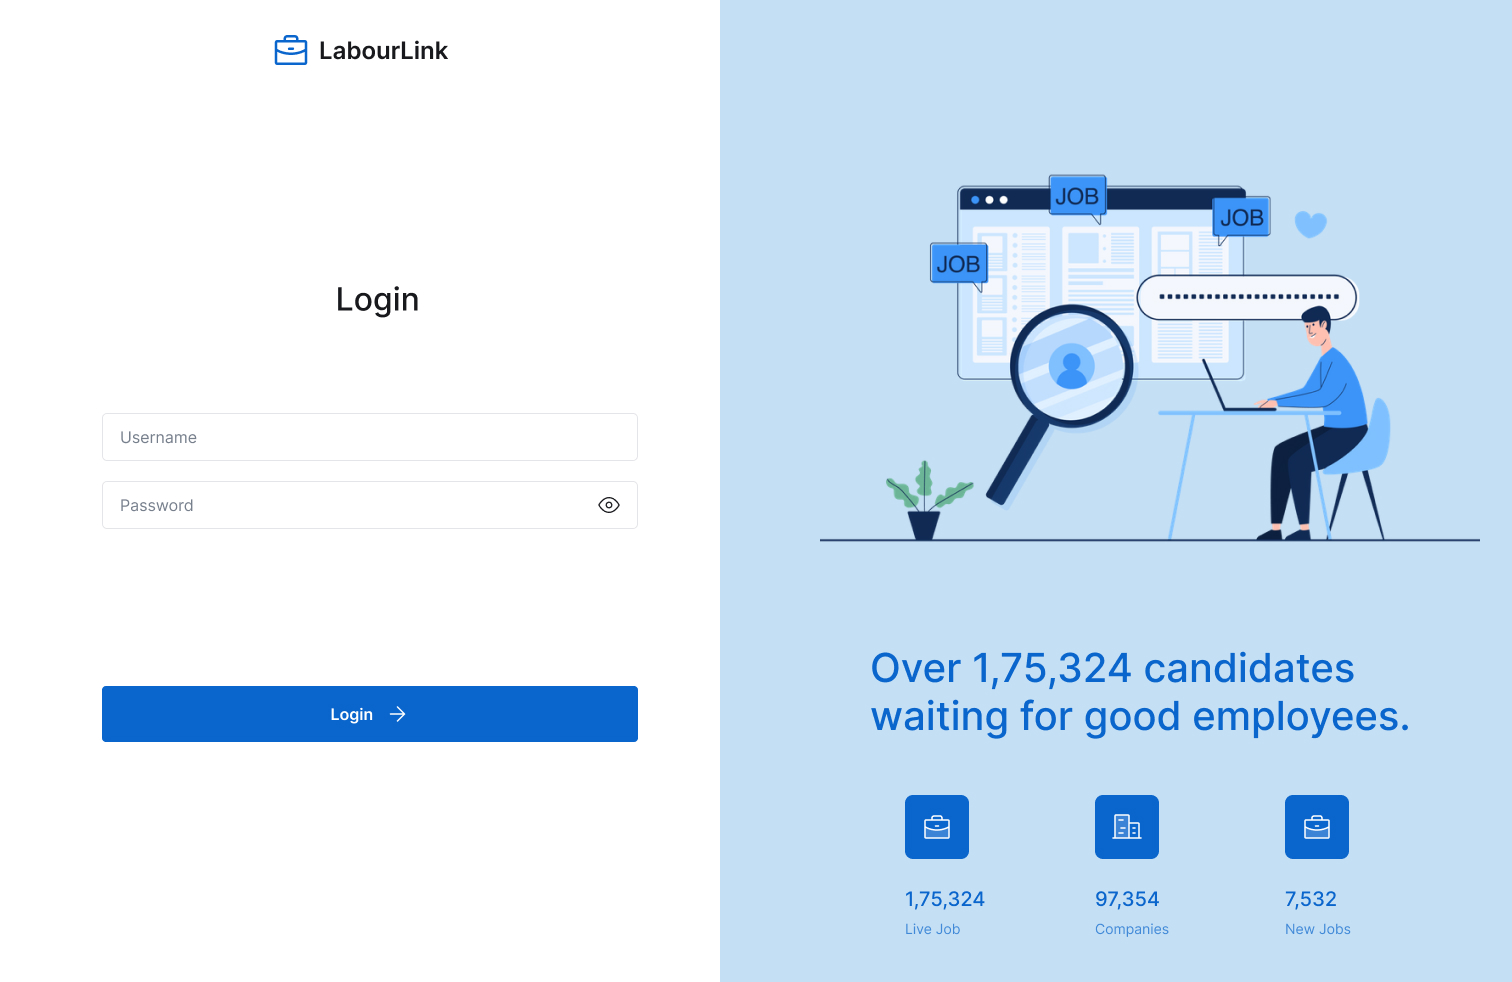 LabourLink
Login
Username
Password
Login
JOB
JOB
JOB
Over 1,75,324 candidates
waiting for good employees.
1,75,324
Live Job
97,354
Companies
7,532
New Jobs